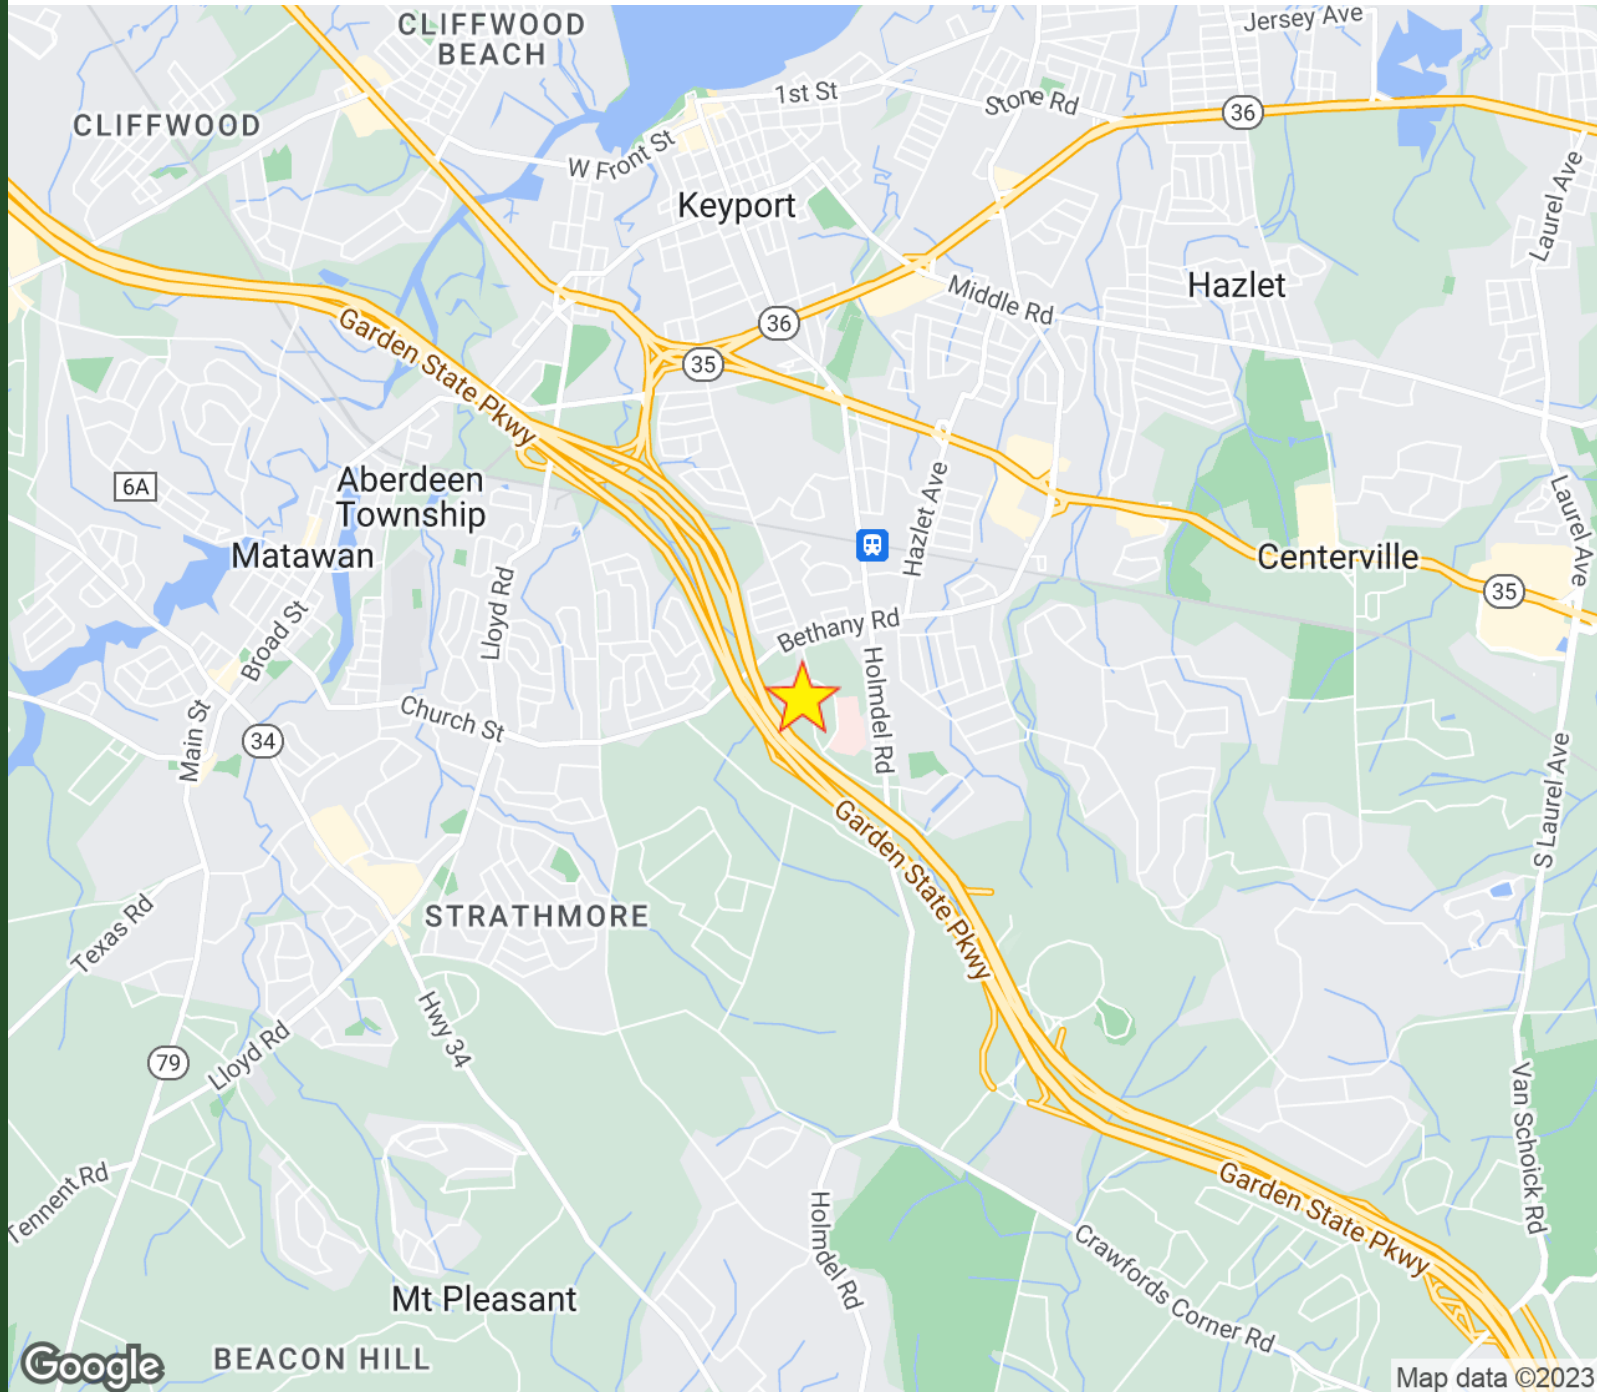 CLIFFWOOD
BEACH
Jersey Ave
1st St
Stone Rd
36
CLIFFWOOD
W Front St
Laurel Ave
Keyport
Hazlet
Middle Rd
36
Garden State Pkwy
35
6A
Aberdeen
Township
Hazlet Ave
Laurel Ave
Matawan
Centerville
35
Lloyd Rd
Broad St
Bethany Rd
Holmdel Rd
Church St
Main St
34
S Laurel Ave
Garden State Pkwy
STRATHMORE
Texas Rd
Hwy 34
79
Lloyd Rd
Van Schoick Rd
Tennent Rd
Garden State Pkwy
Holmdel Rd
Crawfords Corner Rd
Mt Pleasant
BEACON HILL
Google
Map data ©2023